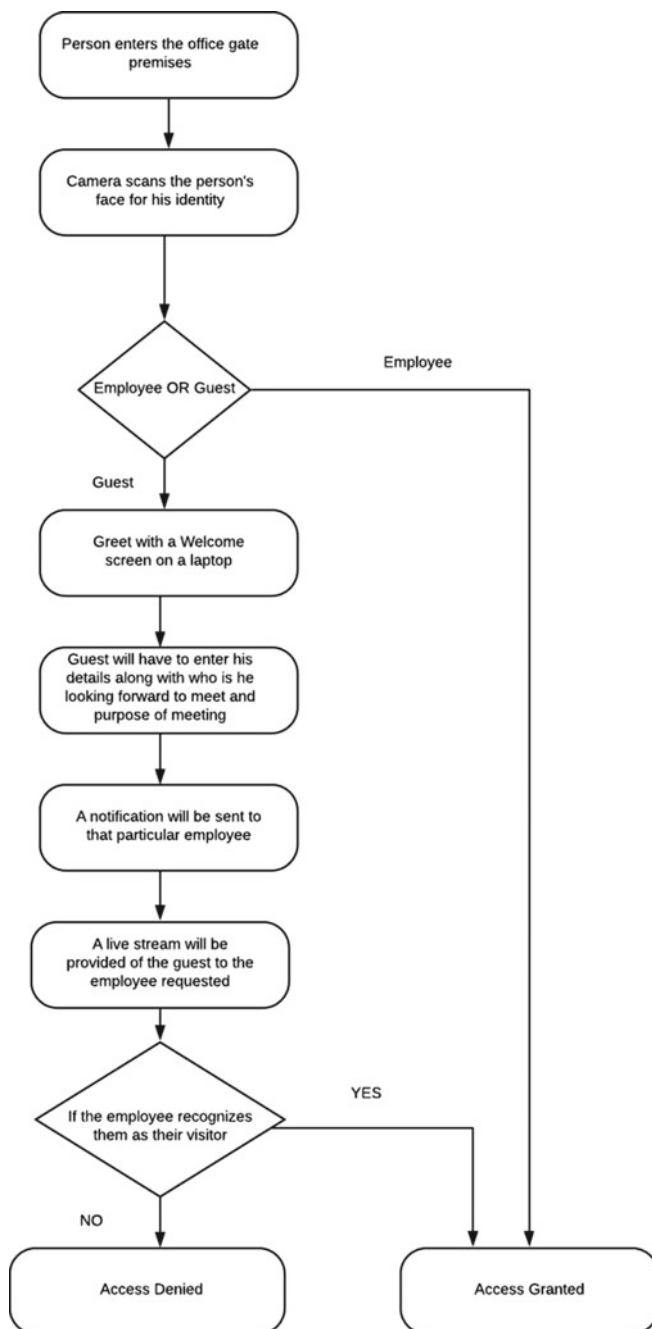 Person enters the office gate
premises
Camera scans the person's
face for his identity
Employee OR Guest
Employee
Guest
Greet with a Welcome
screen on a laptop
Guest will have to enter his
details along with who is he
looking forward to meet and
purpose of meeting
A notification will be sent to
that particular employee
A live stream will be
provided of the guest to the
employee requested
If the employee recognizes
them as their visitor
YES
NO
Access Denied
Access Granted